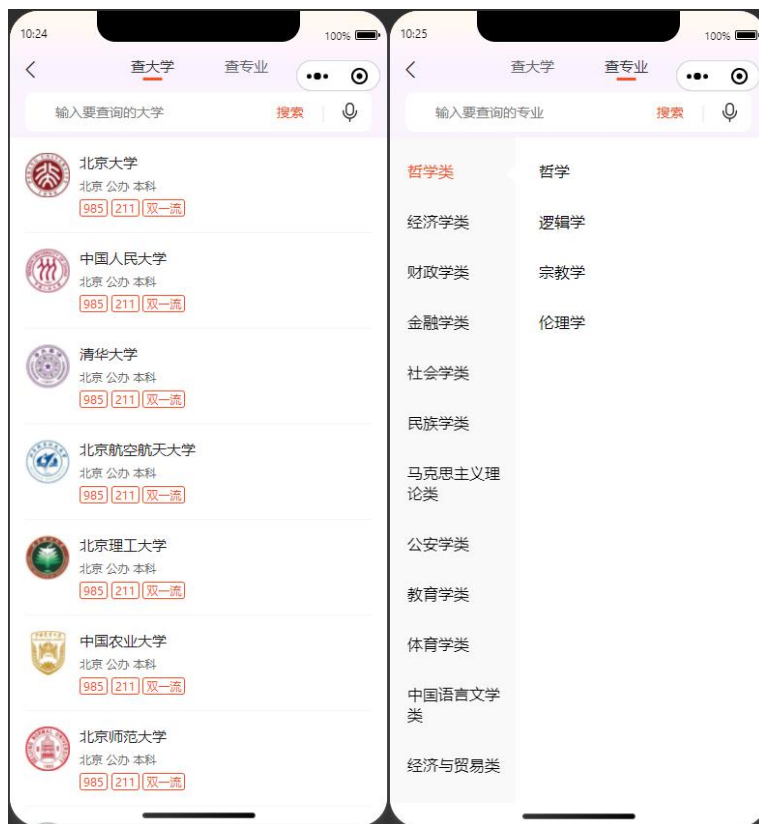 10:24
100%
查大学
查专业
输入要查询的大学
搜索
北京大学
北京 公办 本科
985 211 双一流
中国人民大学
北京 公办 本科
985 211 双一流
清华大学
北京 公办 本科
985 211 双一流
北京航空航天大学
北京 公办 本科
985 211 双一流
北京理工大学
北京 公办 本科
985 211 双一流
中国农业大学
北京 公办 本科
985 211 双一流
北京师范大学
北京 公办 本科
985 211 双一流
10:25
100%
查大学
查专业
输入要查询的专业
搜索
哲学类
经济学类
财政学类
金融学类
社会学类
民族学类
马克思主义理
论类
公安学类
教育学类
体育学类
中国语言文学
类
经济与贸易类
哲学
逻辑学
宗教学
伦理学